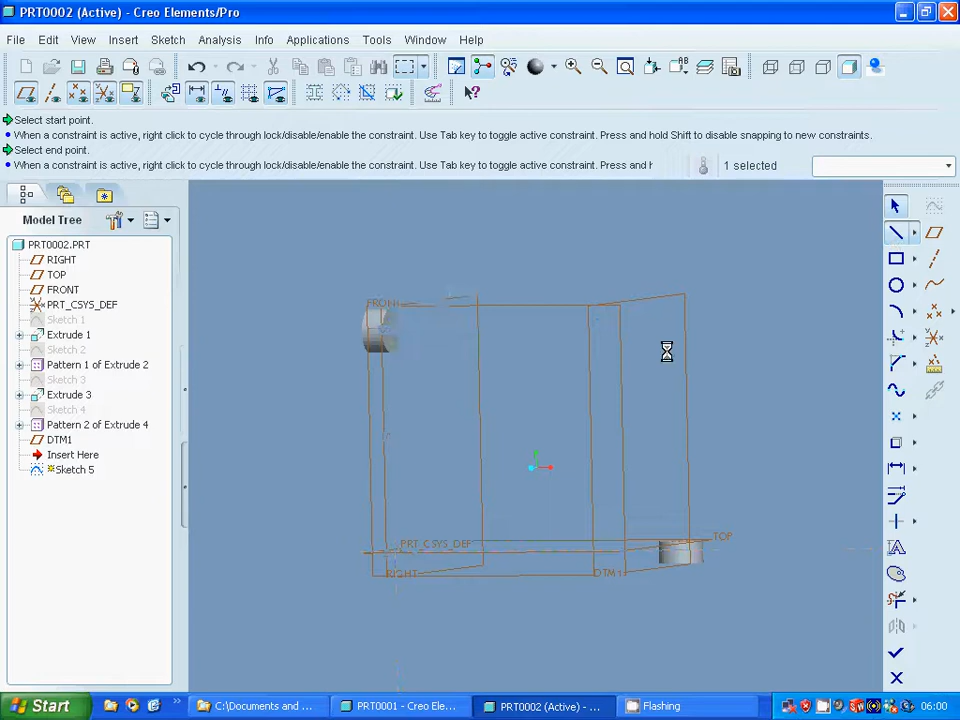 PRT0002 (Active) - Creo Elements/Pro
File Edit View Insert Sketch Analysis Info Applications Tools Window Help
Select start point.
When a constraint is active, right click to cycle through lock/disable/enable the constraint. Use Tab key to toggle active constraint. Press and hold Shift to disable snapping to new constraints.
Select end point.
When a constraint is active, right click to cycle through lock/disable/enable the constraint. Use Tab key to toggle active constraint. Press and h
1 selected
Model Tree
PRT0002.PRT
RIGHT
TOP
FRONT
PRT_CSYS_DEF
Sketch 1
Extrude 1
Sketch 2
Pattern 1 of Extrude 2
Sketch 3
Extrude 3
Sketch 4
Pattern 2 of Extrude 4
DTM1
Insert Here
Sketch 5
FRONT
PRT_CSYS_DEF
TOP
RIGHT
DTM1
Start
C:\Documents and ...
PRT0001 - Creo Ele...
PRT0002 (Active) - ...
Flashing
06:00